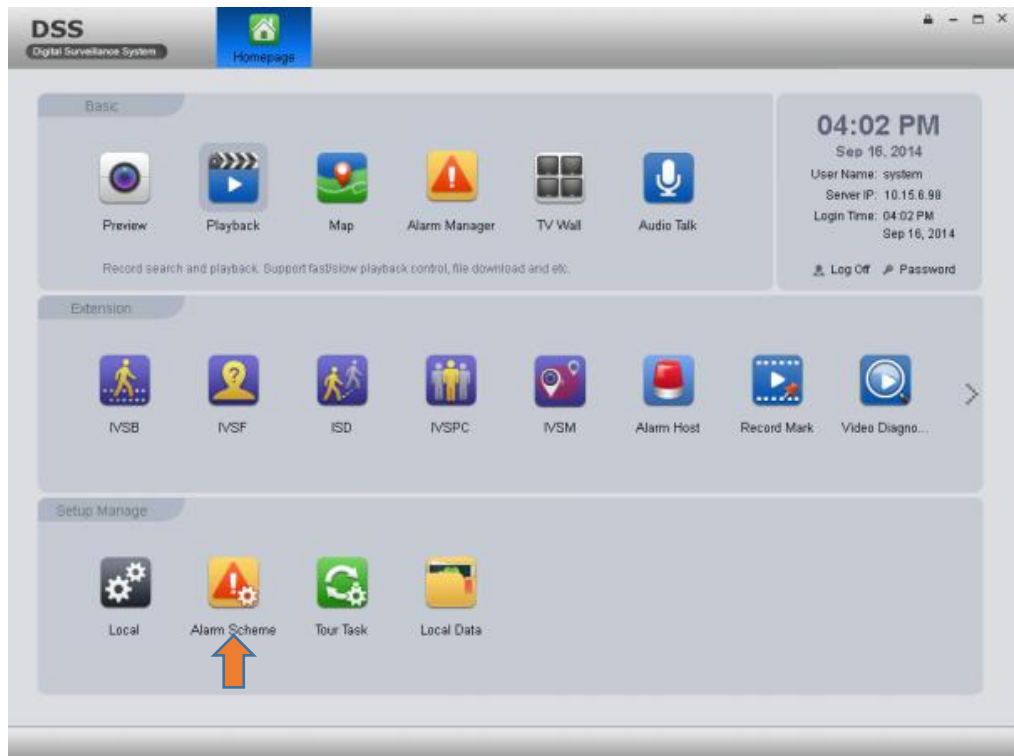 DSS
Digital Surveillance System
Homepage
Basic
Preview
Playback
Map
Alarm Manager
TV Wall
Audio Talk
Record search and playback. Support fast/slow playback control, file download and etc.
04:02 PM
Sep 16, 2014
User Name: system
Server IP: 10.15.6.98
Login Time: 04:02 PM
Sep 16, 2014
Log Off Password
Extension
IVSB
IVSF
ISD
IVSPC
IVSM
Alarm Host
Record Mark
Video Diagno...
Setup Manage
Local
Alarm Scheme
Tour Task
Local Data